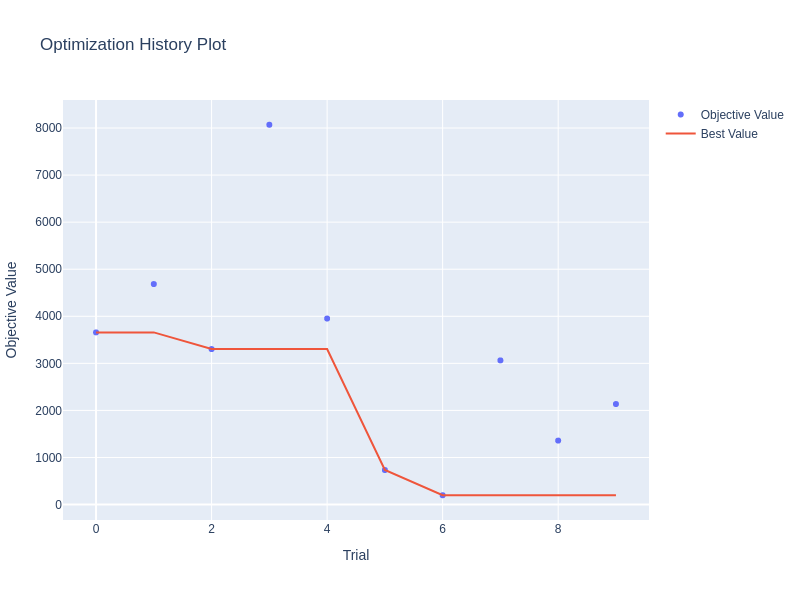 Optimization History Plot
Objective Value
Best Value
8000
7000
6000
5000
4000
3000
2000
1000
0
Objective Value
0 2 4 6 8
Trial